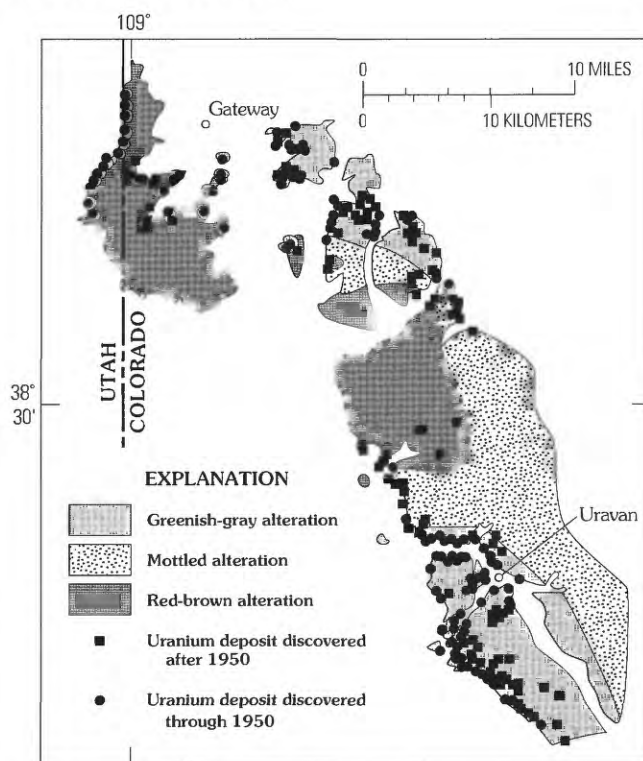 109°
0
10 MILES
0
10 KILOMETERS
Gateway
UTAH
COLORADO
38°
30'
EXPLANATION
Greenish-gray alteration
Mottled alteration
Red-brown alteration
Uranium deposit discovered
after 1950
Uranium deposit discovered
through 1950
Uravan